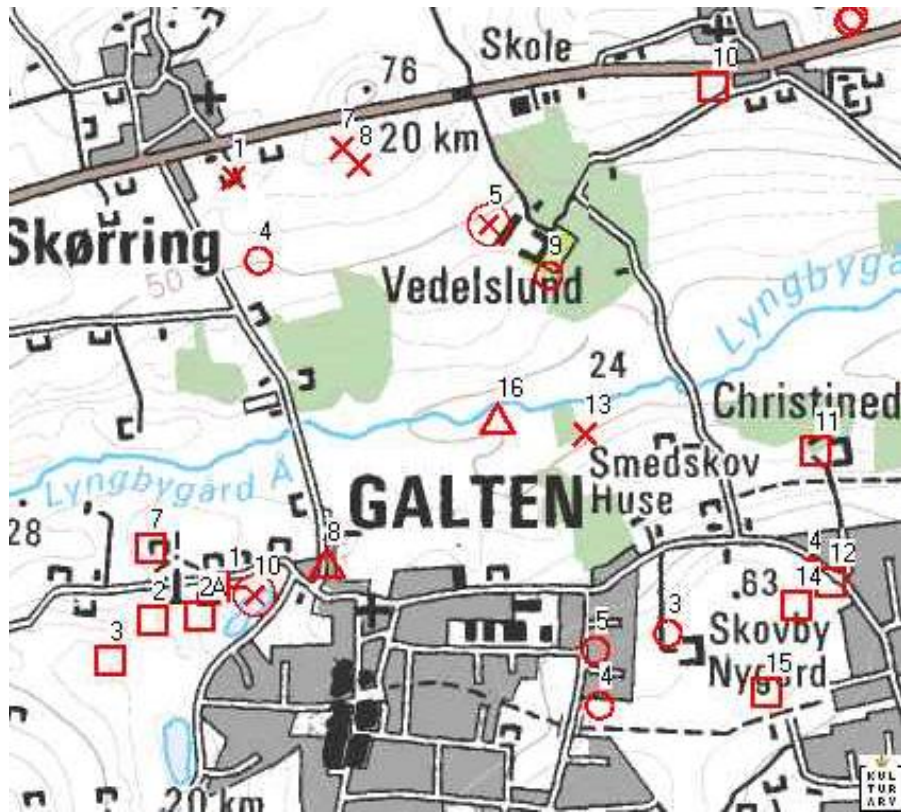 10
Skole
76
7
8
20 km
1
5
4
Skørring
9
Vedelslund
50
Lyngbygå
24
16
13
Christined
11
Smedskov
Huse
Lyngbygård Å
GALTEN
28
7
8
1
10
2
2A
3
4
12
.63
14
3
5
Skovby
Nygård
15
4
20 km
KUL
TUR
ARV